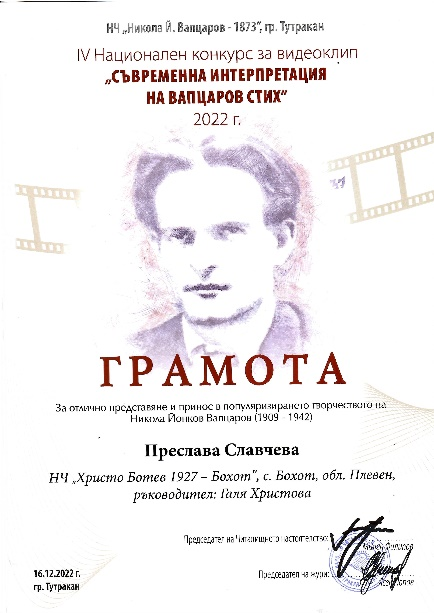 НЧ „Никола Й. Вапцаров - 1873", гр. Тутракан
IV Национален конкурс за видеоклип
„СЪВРЕМЕННА ИНТЕРПРЕТАЦИЯ
НА ВАПЦАРОВ СТИХ“
2022 г.
ГРАМОТА
За отлично представяне и принос в популяризирането творчеството на
Никола Йонков Вапцаров (1909 - 1942)
Преслава Славчева
НЧ „Христо Ботев 1927 – Бохот", с. Бохот, обл. Плевен,
ръководител: Галя Христова
Председател на Читалищното настоятелство:
16.12.2022 г.
Председател на жури:
гр. Тутракан